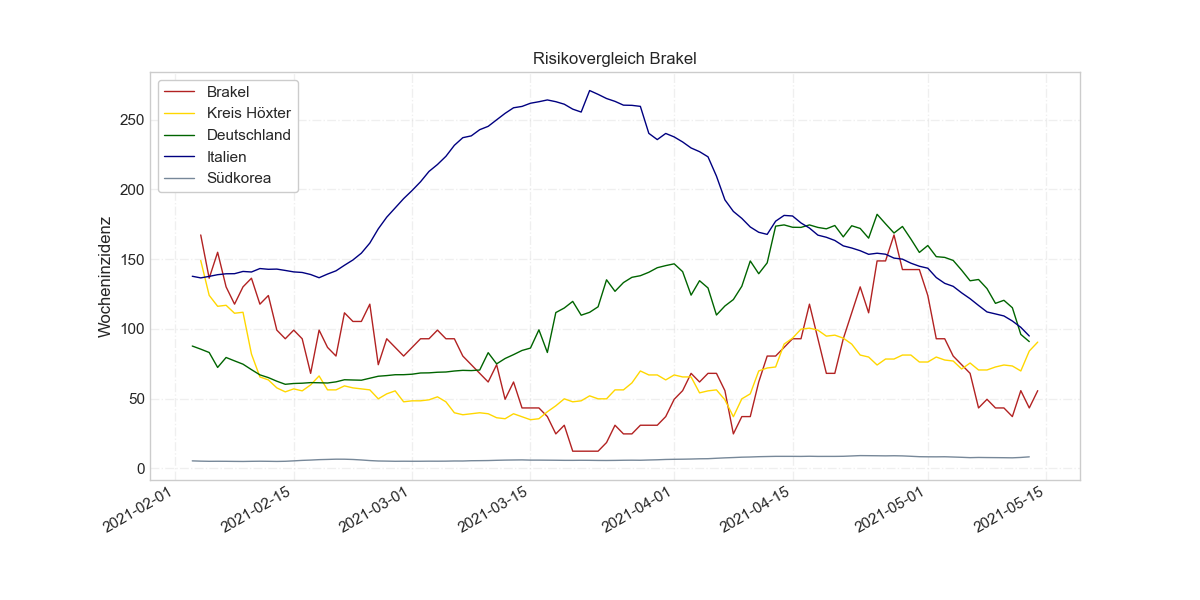 Risikovergleich Brakel
Brakel
Kreis Höxter
Deutschland
Italien
Südkorea
Wocheninzidenz
250
200
150
100
50
0
2021-02-01
2021-02-15
2021-03-01
2021-03-15
2021-04-01
2021-04-15
2021-05-01
2021-05-15